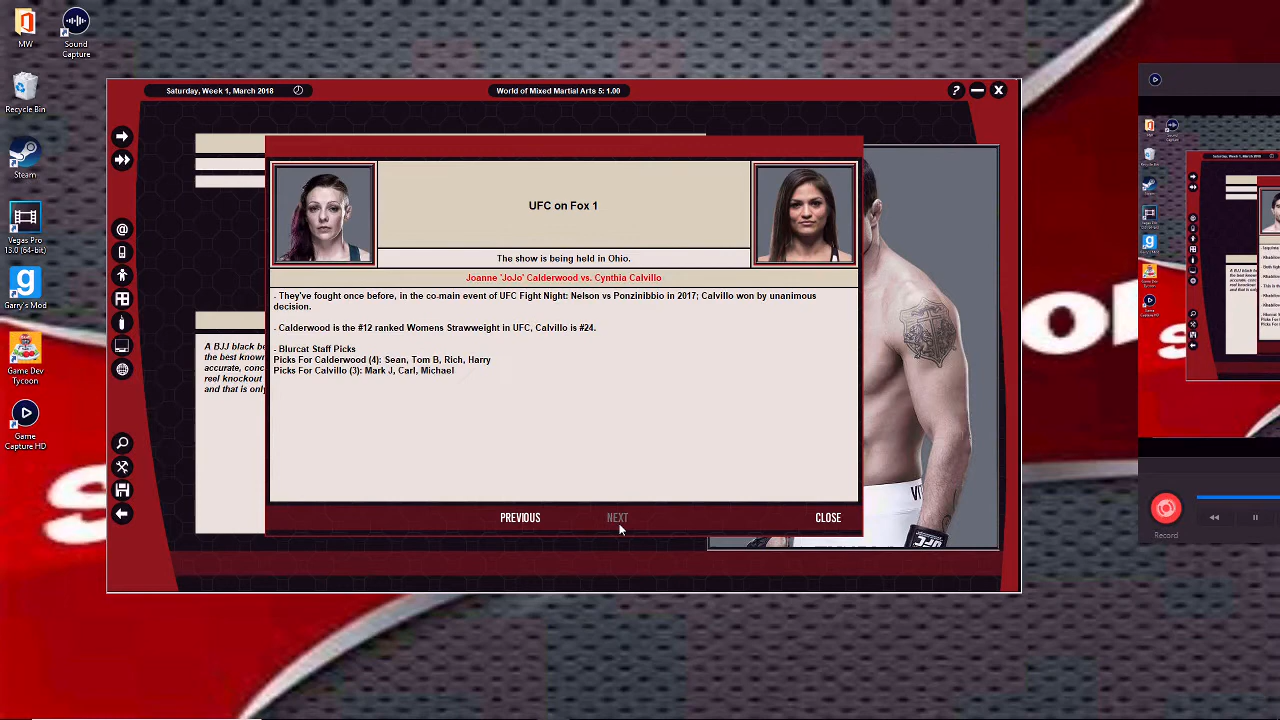 MW
Sound
Capture
Recycle Bin
Steam
Vegas Pro
13.0 (64-bit)
Garry's Mod
Game Dev
Tycoon
Game
Capture HD
Saturday, Week 1, March 2018
World of Mixed Martial Arts 5: 1.00
UFC on Fox 1
The show is being held in Ohio.
Joanne 'JoJo' Calderwood vs. Cynthia Calvillo
- They've fought once before, in the co-main event of UFC Fight Night: Nelson vs Ponzinibbio in 2017; Calvillo won by unanimous
decision.
- Calderwood is the #12 ranked Womens Strawweight in UFC, Calvillo is #24.
- Blurcat Staff Picks
Picks For Calderwood (4): Sean, Tom B, Rich, Harry
Picks For Calvillo (3): Mark J, Carl, Michael
A BJJ black be
the best known
accurate, conc
reel knockout
and that is only
PREVIOUS
NEXT
CLOSE
Record